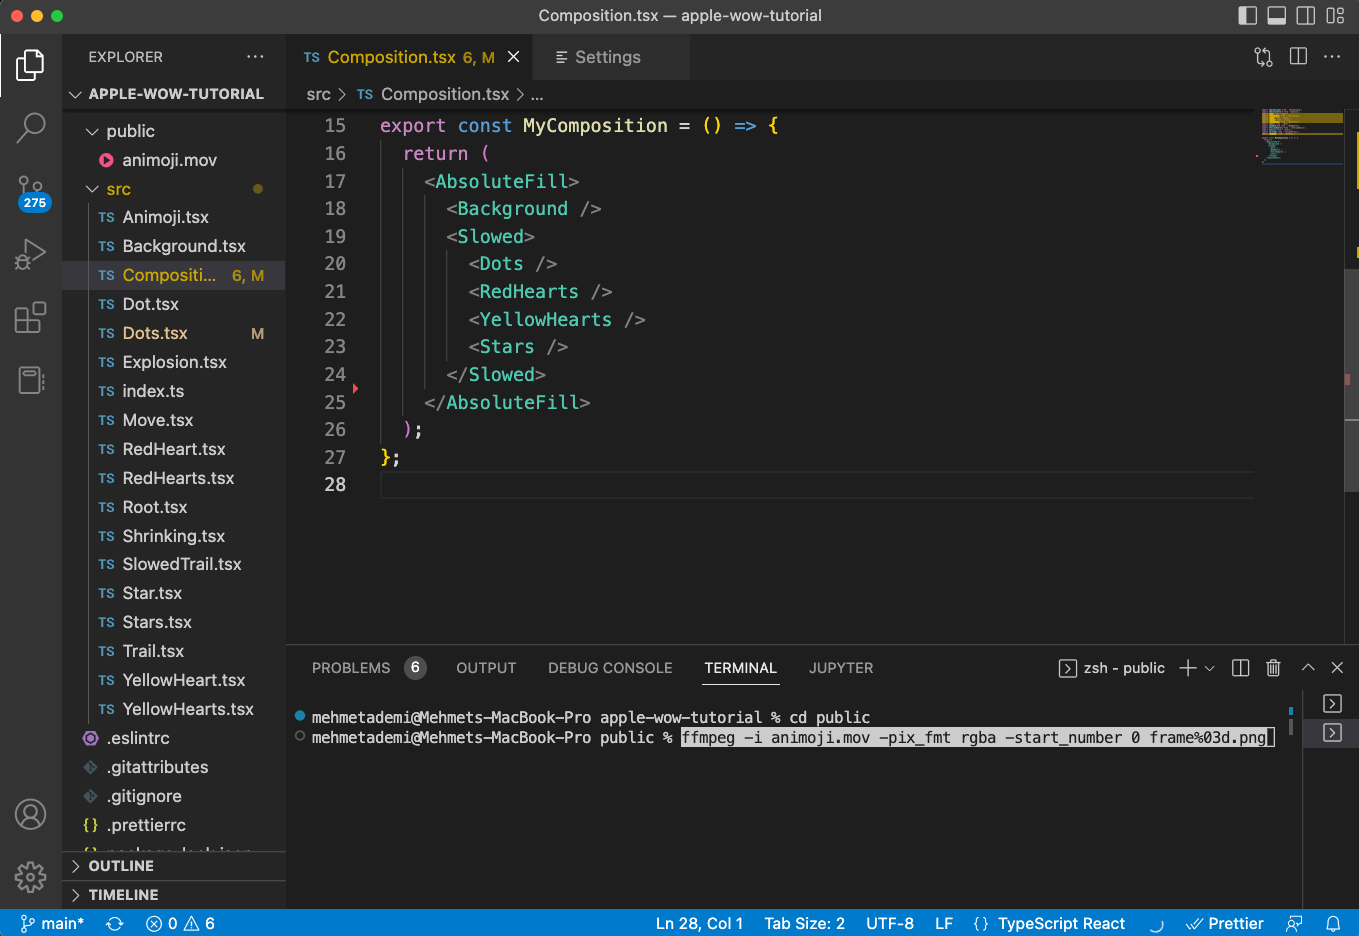 Composition.tsx — apple-wow-tutorial
EXPLORER
APPLE-WOW-TUTORIAL
public
animoji.mov
src
TS Animoji.tsx
TS Background.tsx
TS Compositi... 6, M
TS Dot.tsx
TS Dots.tsx M
TS Explosion.tsx
TS index.ts
TS Move.tsx
TS RedHeart.tsx
TS RedHearts.tsx
TS Root.tsx
TS Shrinking.tsx
TS SlowedTrail.tsx
TS Star.tsx
TS Stars.tsx
TS Trail.tsx
TS YellowHeart.tsx
TS YellowHearts.tsx
.eslintrc
.gitattributes
.gitignore
{} .prettierrc
OUTLINE
TIMELINE
275
TS Composition.tsx 6, M
Settings
src > TS Composition.tsx > ...
15 export const MyComposition = () => {
16 return (
17 <AbsoluteFill>
18 <Background />
19 <Slowed>
20 <Dots />
21 <RedHearts />
22 <YellowHearts />
23 <Stars />
24 </Slowed>
25 </AbsoluteFill>
26 );
27 };
28
PROBLEMS 6 OUTPUT DEBUG CONSOLE TERMINAL JUPYTER
zsh - public
mehmetademi@Mehmets-MacBook-Pro apple-wow-tutorial % cd public
mehmetademi@Mehmets-MacBook-Pro public % ffmpeg -i animoji.mov -pix_fmt rgba -start_number 0 frame%03d.png
main* 0 6 Ln 28, Col 1 Tab Size: 2 UTF-8 LF {} TypeScript React Prettier